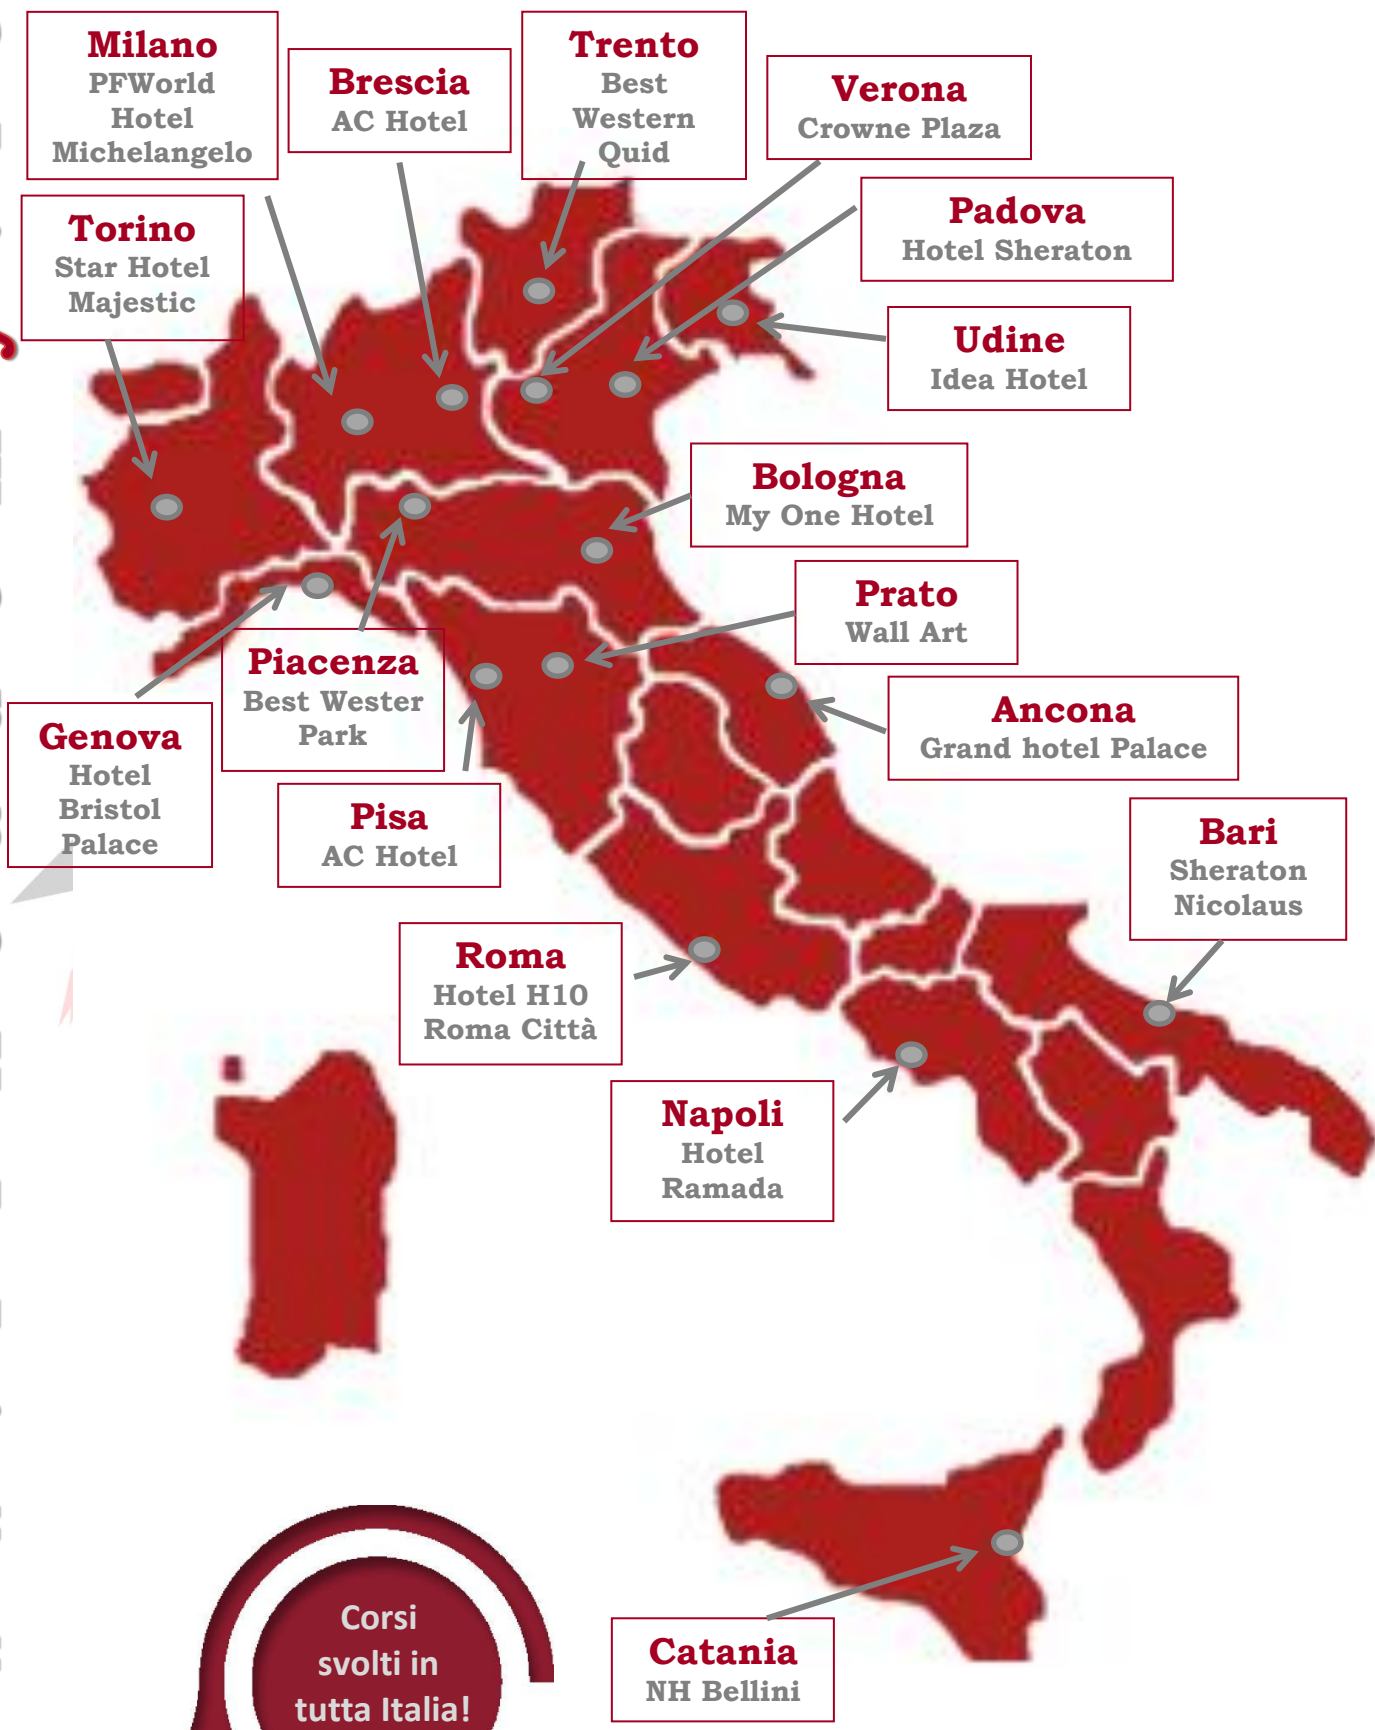 Milano
PFWorld
Hotel
Michelangelo
Brescia
AC Hotel
Trento
Best
Western
Quid
Verona
Crowne Plaza
Padova
Hotel Sheraton
Torino
Star Hotel
Majestic
Udine
Idea Hotel
Bologna
My One Hotel
Prato
Wall Art
Piacenza
Best Wester
Park
Ancona
Grand hotel Palace
Genova
Hotel
Bristol
Palace
Pisa
AC Hotel
Bari
Sheraton
Nicolaus
Roma
Hotel H10
Roma Città
Napoli
Hotel
Ramada
Catania
NH Bellini
Corsi
svolti in
tutta Italia!